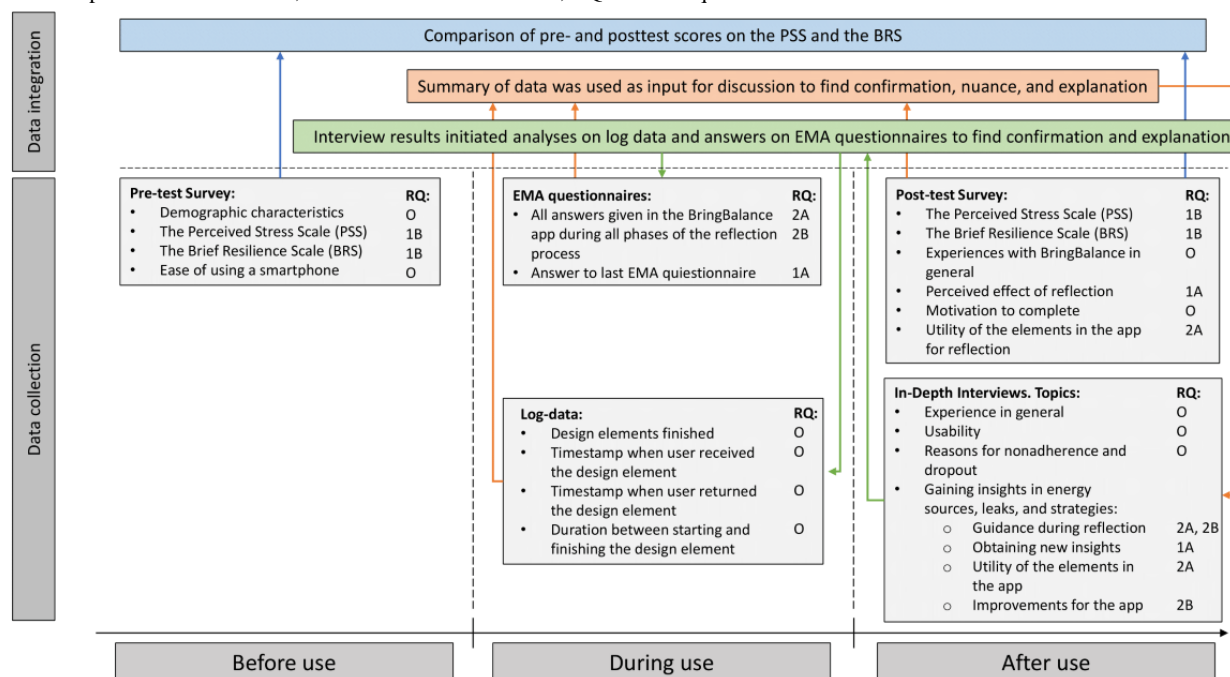 Data integration
Comparison of pre- and posttest scores on the PSS and the BRS
Summary of data was used as input for discussion to find confirmation, nuance, and explanation
Interview results initiated analyses on log data and answers on EMA questionnaires to find confirmation and explanation
Data collection
Pre-test Survey: RQ:
• Demographic characteristics O
• The Perceived Stress Scale (PSS) 1B
• The Brief Resilience Scale (BRS) 1B
• Ease of using a smartphone O
EMA questionnaires: RQ:
• All answers given in the BringBalance 2A
app during all phases of the reflection 2B
process
• Answer to last EMA quiestionnaire 1A
Log-data: RQ:
• Design elements finished O
• Timestamp when user received O
the design element
• Timestamp when user returned O
the design element
• Duration between starting and O
finishing the design element
Post-test Survey: RQ:
• The Perceived Stress Scale (PSS) 1B
• The Brief Resilience Scale (BRS) 1B
• Experiences with BringBalance in O
general
• Perceived effect of reflection 1A
• Motivation to complete O
• Utility of the elements in the app 2A
for reflection
In-Depth Interviews. Topics: RQ:
• Experience in general O
• Usability O
• Reasons for nonadherence and O
dropout
• Gaining insights in energy
sources, leaks, and strategies:
o Guidance during reflection 2A, 2B
o Obtaining new insights 1A
o Utility of the elements in 2A
the app
o Improvements for the app 2B
Before use
During use
After use